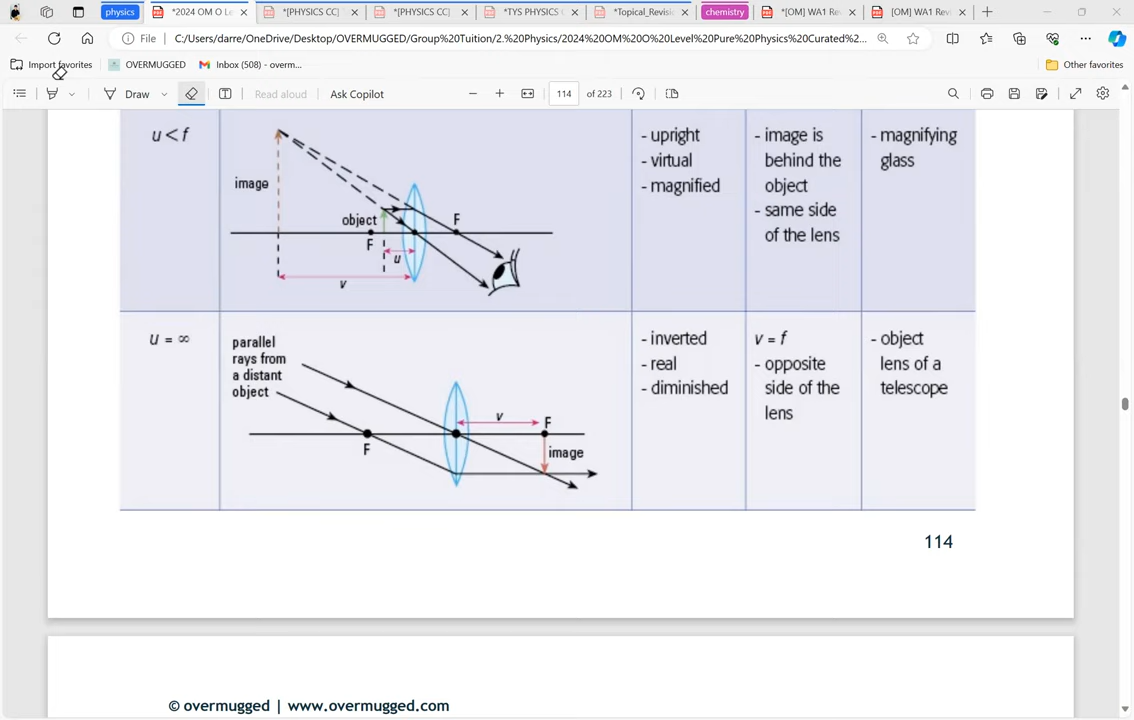 physics
*2024 OM O Le
*[PHYSICS CC]
*[PHYSICS CC]
*TYS PHYSICS
*Topical_Revisi
chemistry
*[OM] WA1 Rev
[OM] WA1 Rev
File
C:/Users/darre/OneDrive/Desktop/OVERMUGGED/Group%20Tuition/2.%20Physics/2024%20OM%20O%20Level%20Pure%20Physics%20Curated%2...
Import favorites
OVERMUGGED
Inbox (508) - overm...
Other favorites
Draw
Read aloud
Ask Copilot
114
of 223
u < f
image
object
F
F
u
v
- upright
- virtual
- magnified
- image is
behind the
object
- same side
of the lens
- magnifying
glass
u = ∞
parallel
rays from
a distant
object
F
v
F
image
- inverted
- real
- diminished
v = f
- opposite
side of the
lens
- object
lens of a
telescope
114
© overmugged | www.overmugged.com